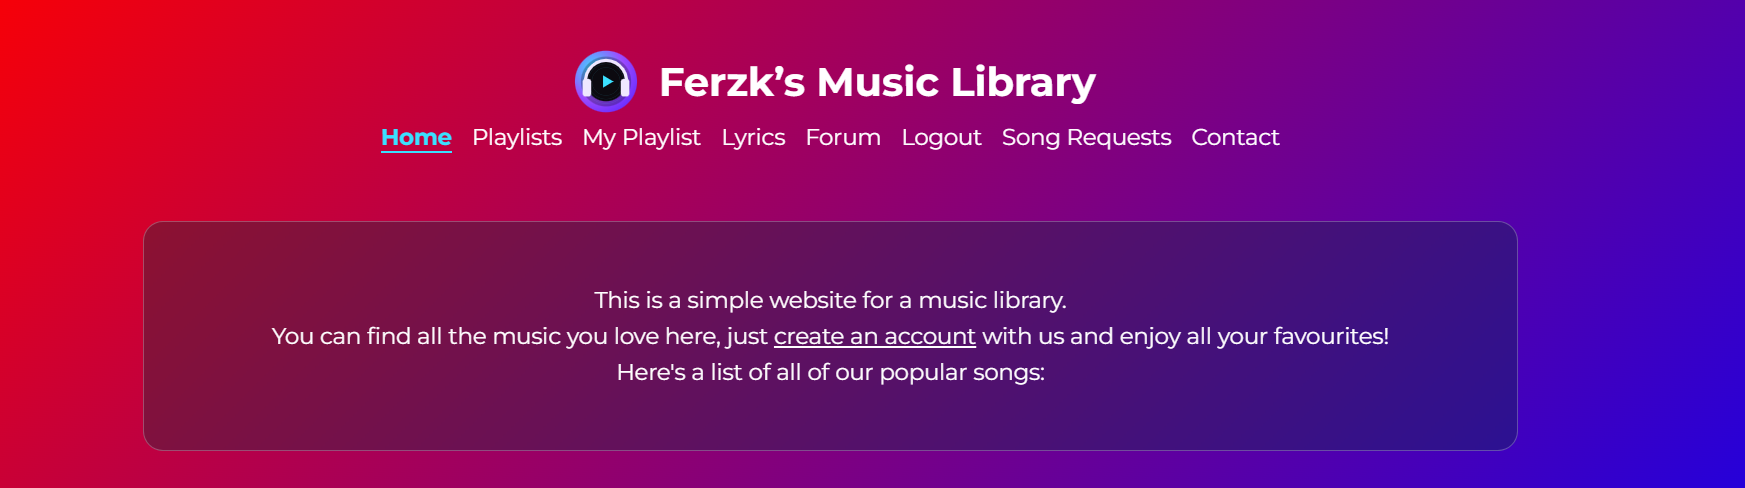 Ferzk’s Music Library
Home Playlists My Playlist Lyrics Forum Logout Song Requests Contact
This is a simple website for a music library.
You can find all the music you love here, just create an account with us and enjoy all your favourites!
Here's a list of all of our popular songs: